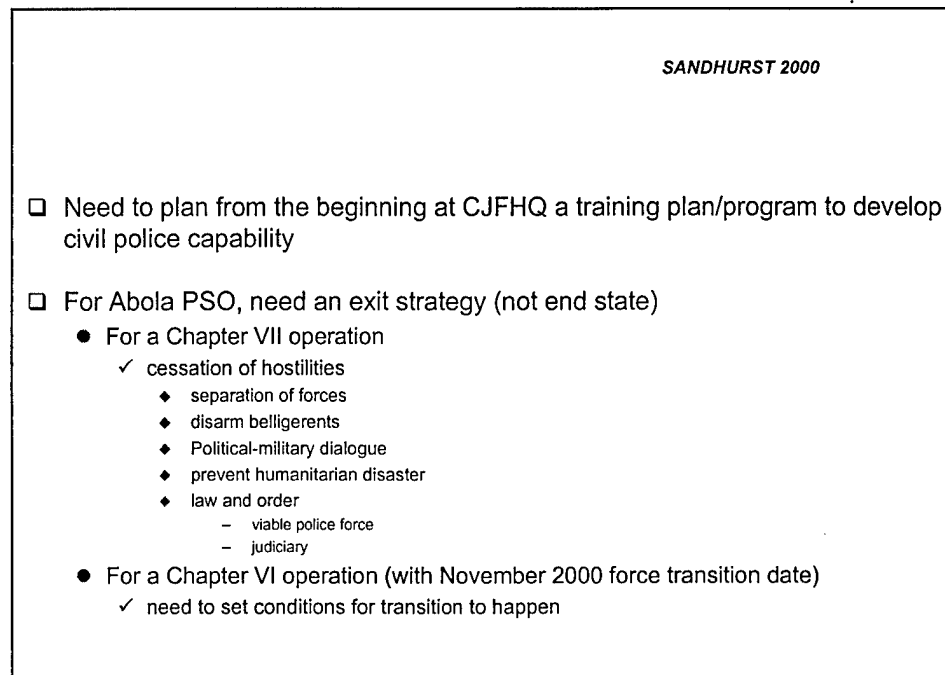 SANDHURST 2000
❑ Need to plan from the beginning at CJFHQ a training plan/program to develop
civil police capability
❑ For Abola PSO, need an exit strategy (not end state)
● For a Chapter VII operation
✓ cessation of hostilities
◆ separation of forces
◆ disarm belligerents
◆ Political-military dialogue
◆ prevent humanitarian disaster
◆ law and order
– viable police force
– judiciary
● For a Chapter VI operation (with November 2000 force transition date)
✓ need to set conditions for transition to happen